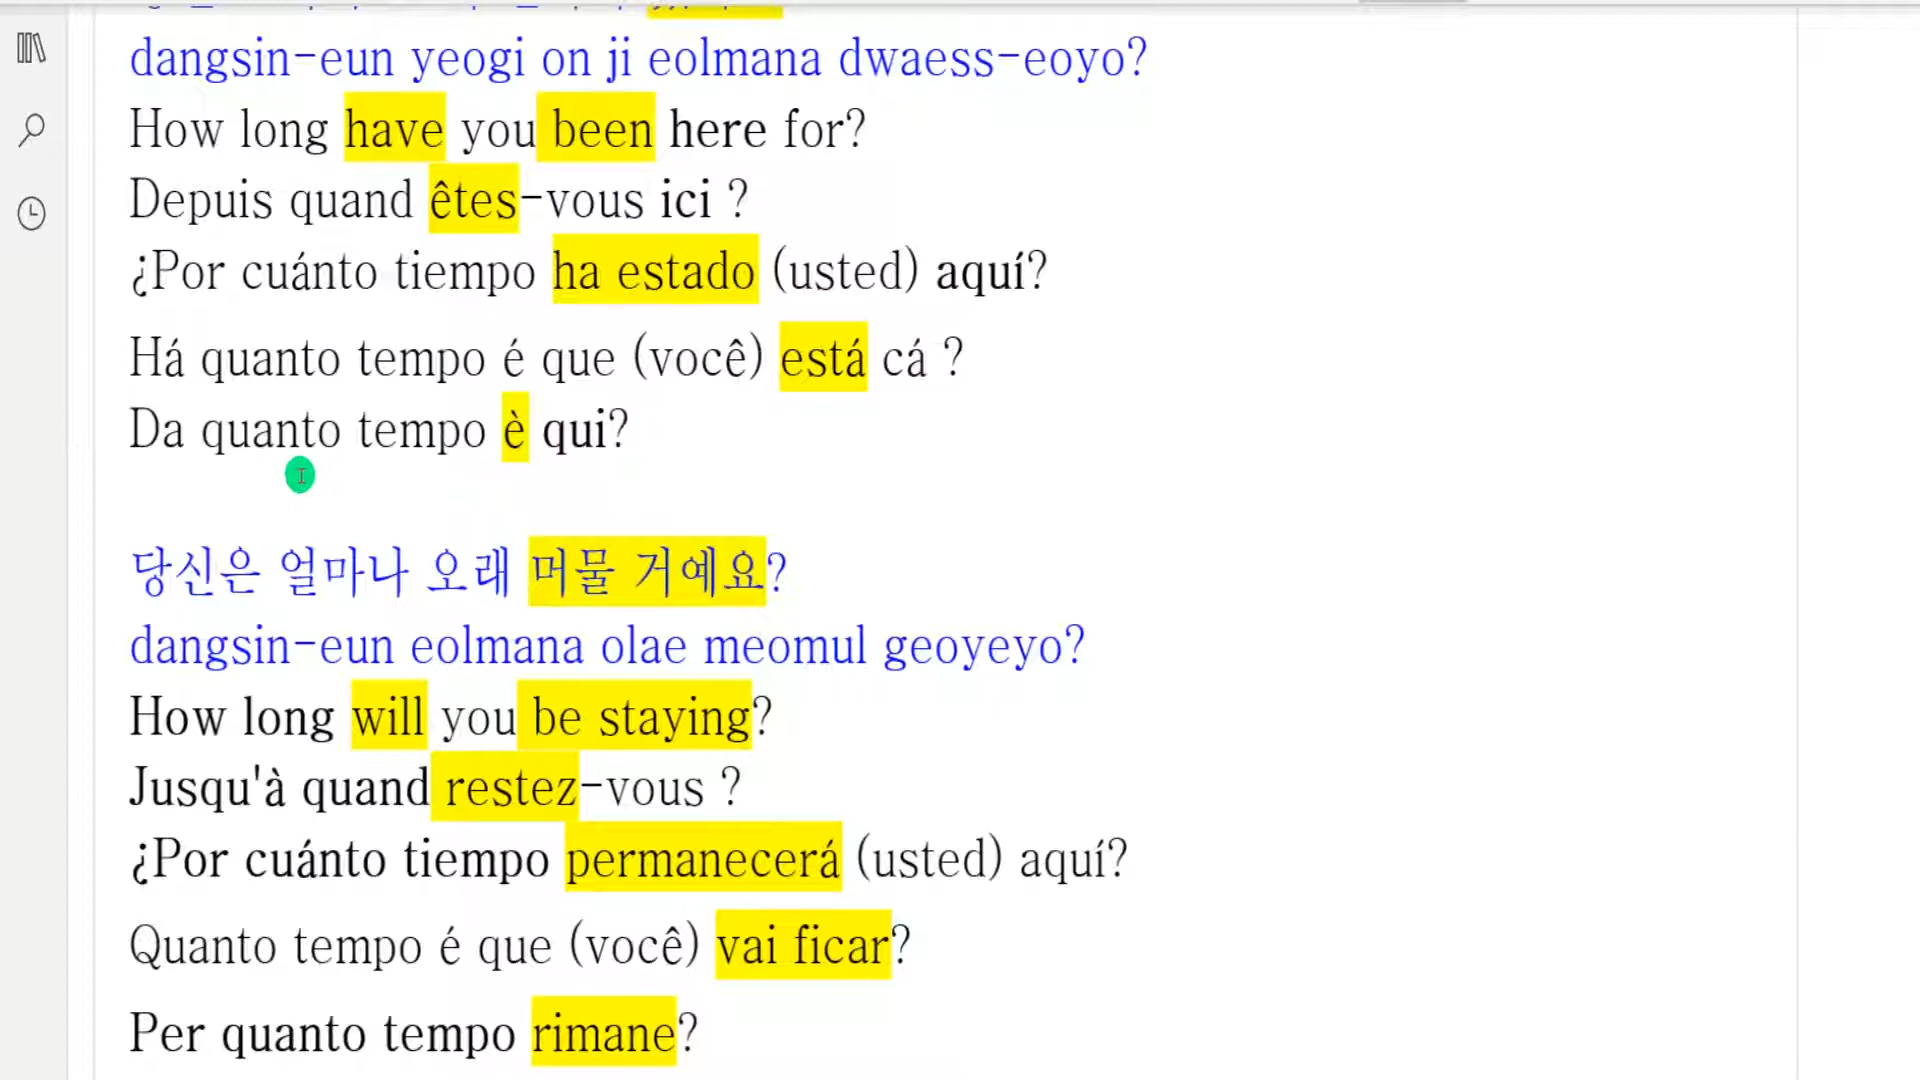 dangsin-eun yeogi on ji eolmana dwaess-eoyo?
How long have you been here for?
Depuis quand êtes-vous ici ?
¿Por cuánto tiempo ha estado (usted) aquí?
Há quanto tempo é que (você) está cá ?
Da quanto tempo è qui?
당신은 얼마나 오래 머물 거예요?
dangsin-eun eolmana olae meomul geoyeyo?
How long will you be staying?
Jusqu'à quand restez-vous ?
¿Por cuánto tiempo permanecerá (usted) aquí?
Quanto tempo é que (você) vai ficar?
Per quanto tempo rimane?